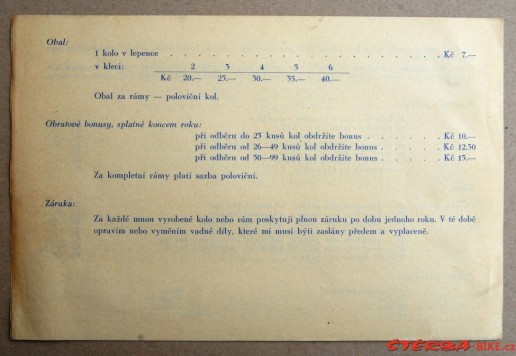 Obal:
1 kolo v lepence . . . . . . . . . . . . . . . . . . . . Kč 7.—
v kleci: 2 3 4 5 6
Kč 20.— 25.— 30.— 35.— 40.—
Obal za rámy — poloviční kol.
Obratové bonusy, splatné koncem roku:
při odběru do 25 kusů kol obdržíte bonus . . . . . . . Kč 10.—
při odběru od 26—49 kusů kol obdržíte bonus . . . . . . Kč 12.50
při odběru od 50—99 kusů kol obdržíte bonus . . . . . . Kč 15.—
Za kompletní rámy platí sazba poloviční.
Záruka:
Za každé mnou vyrobené kolo nebo rám poskytuji plnou záruku po dobu jednoho roku. V té době
opravím nebo vyměním vadné díly, které mi musí býti zaslány předem a vyplaceně.
ŠTĚRBA-BIKE.cz